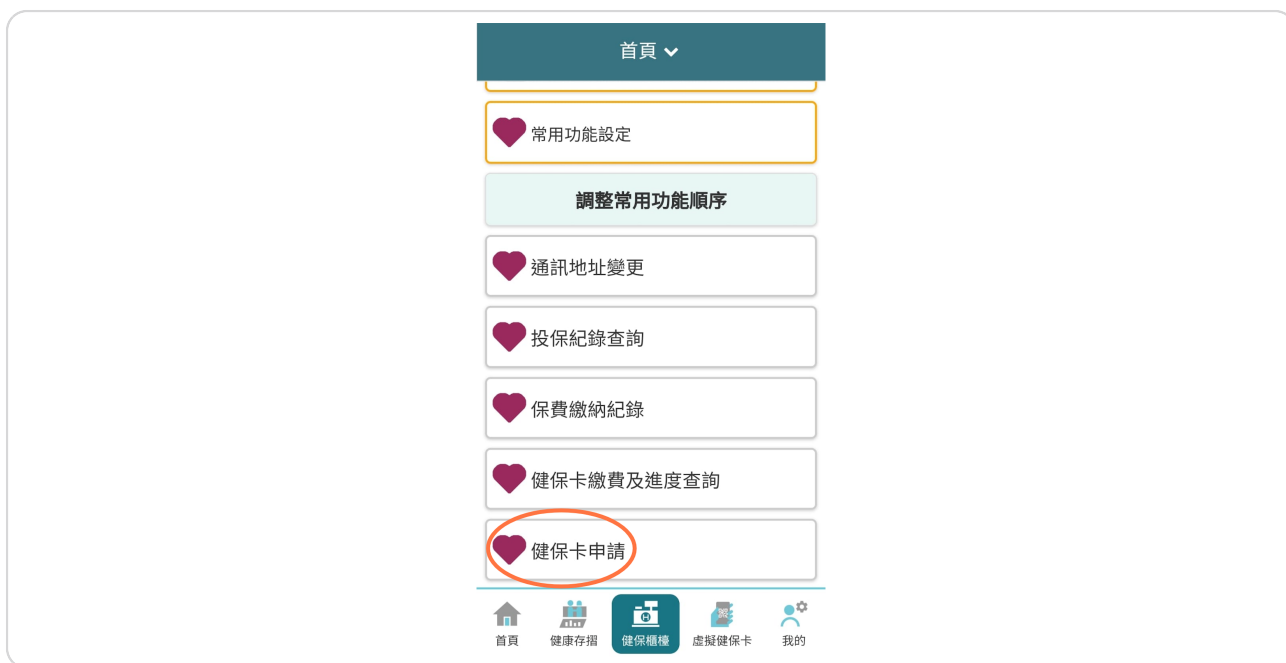 首頁
常用功能設定
調整常用功能順序
通訊地址變更
投保紀錄查詢
保費繳納紀錄
健保卡繳費及進度查詢
健保卡申請
首頁
健康存摺
健保櫃檯
虛擬健保卡
我的